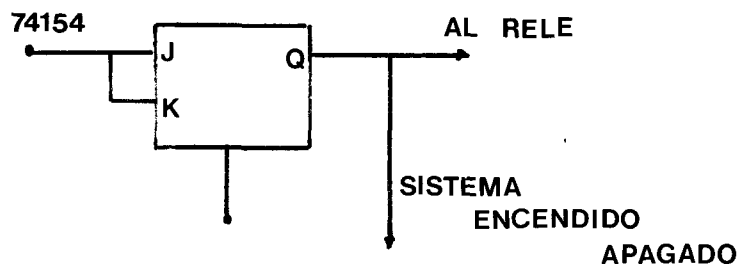 74154
AL RELE
J
Q
K
SISTEMA
ENCENDIDO
APAGADO